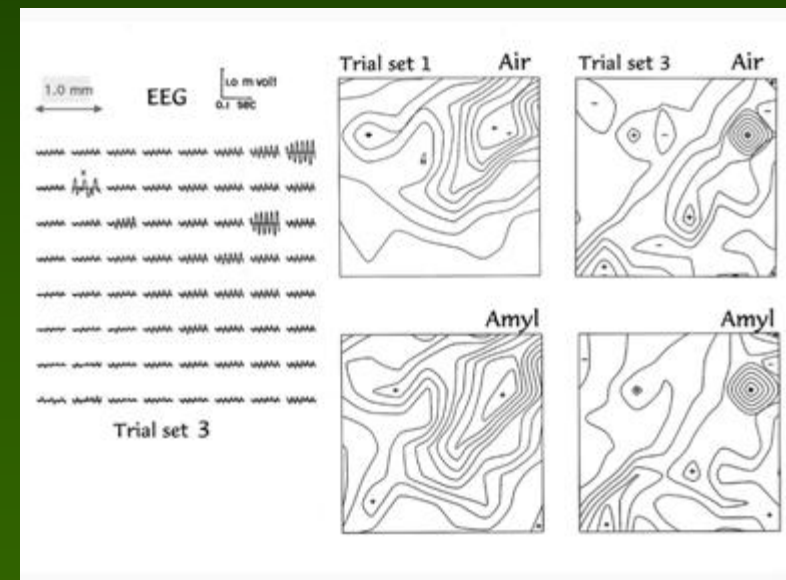 1.0 mm
EEG
1.0 m volt
0.1 sec
Trial set 3
Trial set 1 Air
Trial set 3 Air
Amyl
Amyl